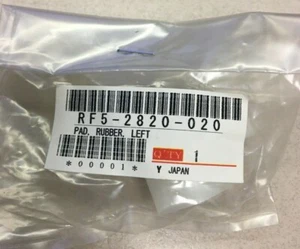 RF5-2820-020
PAD, RUBBER, LEFT
Q'TY 1
*00001* Y JAPAN